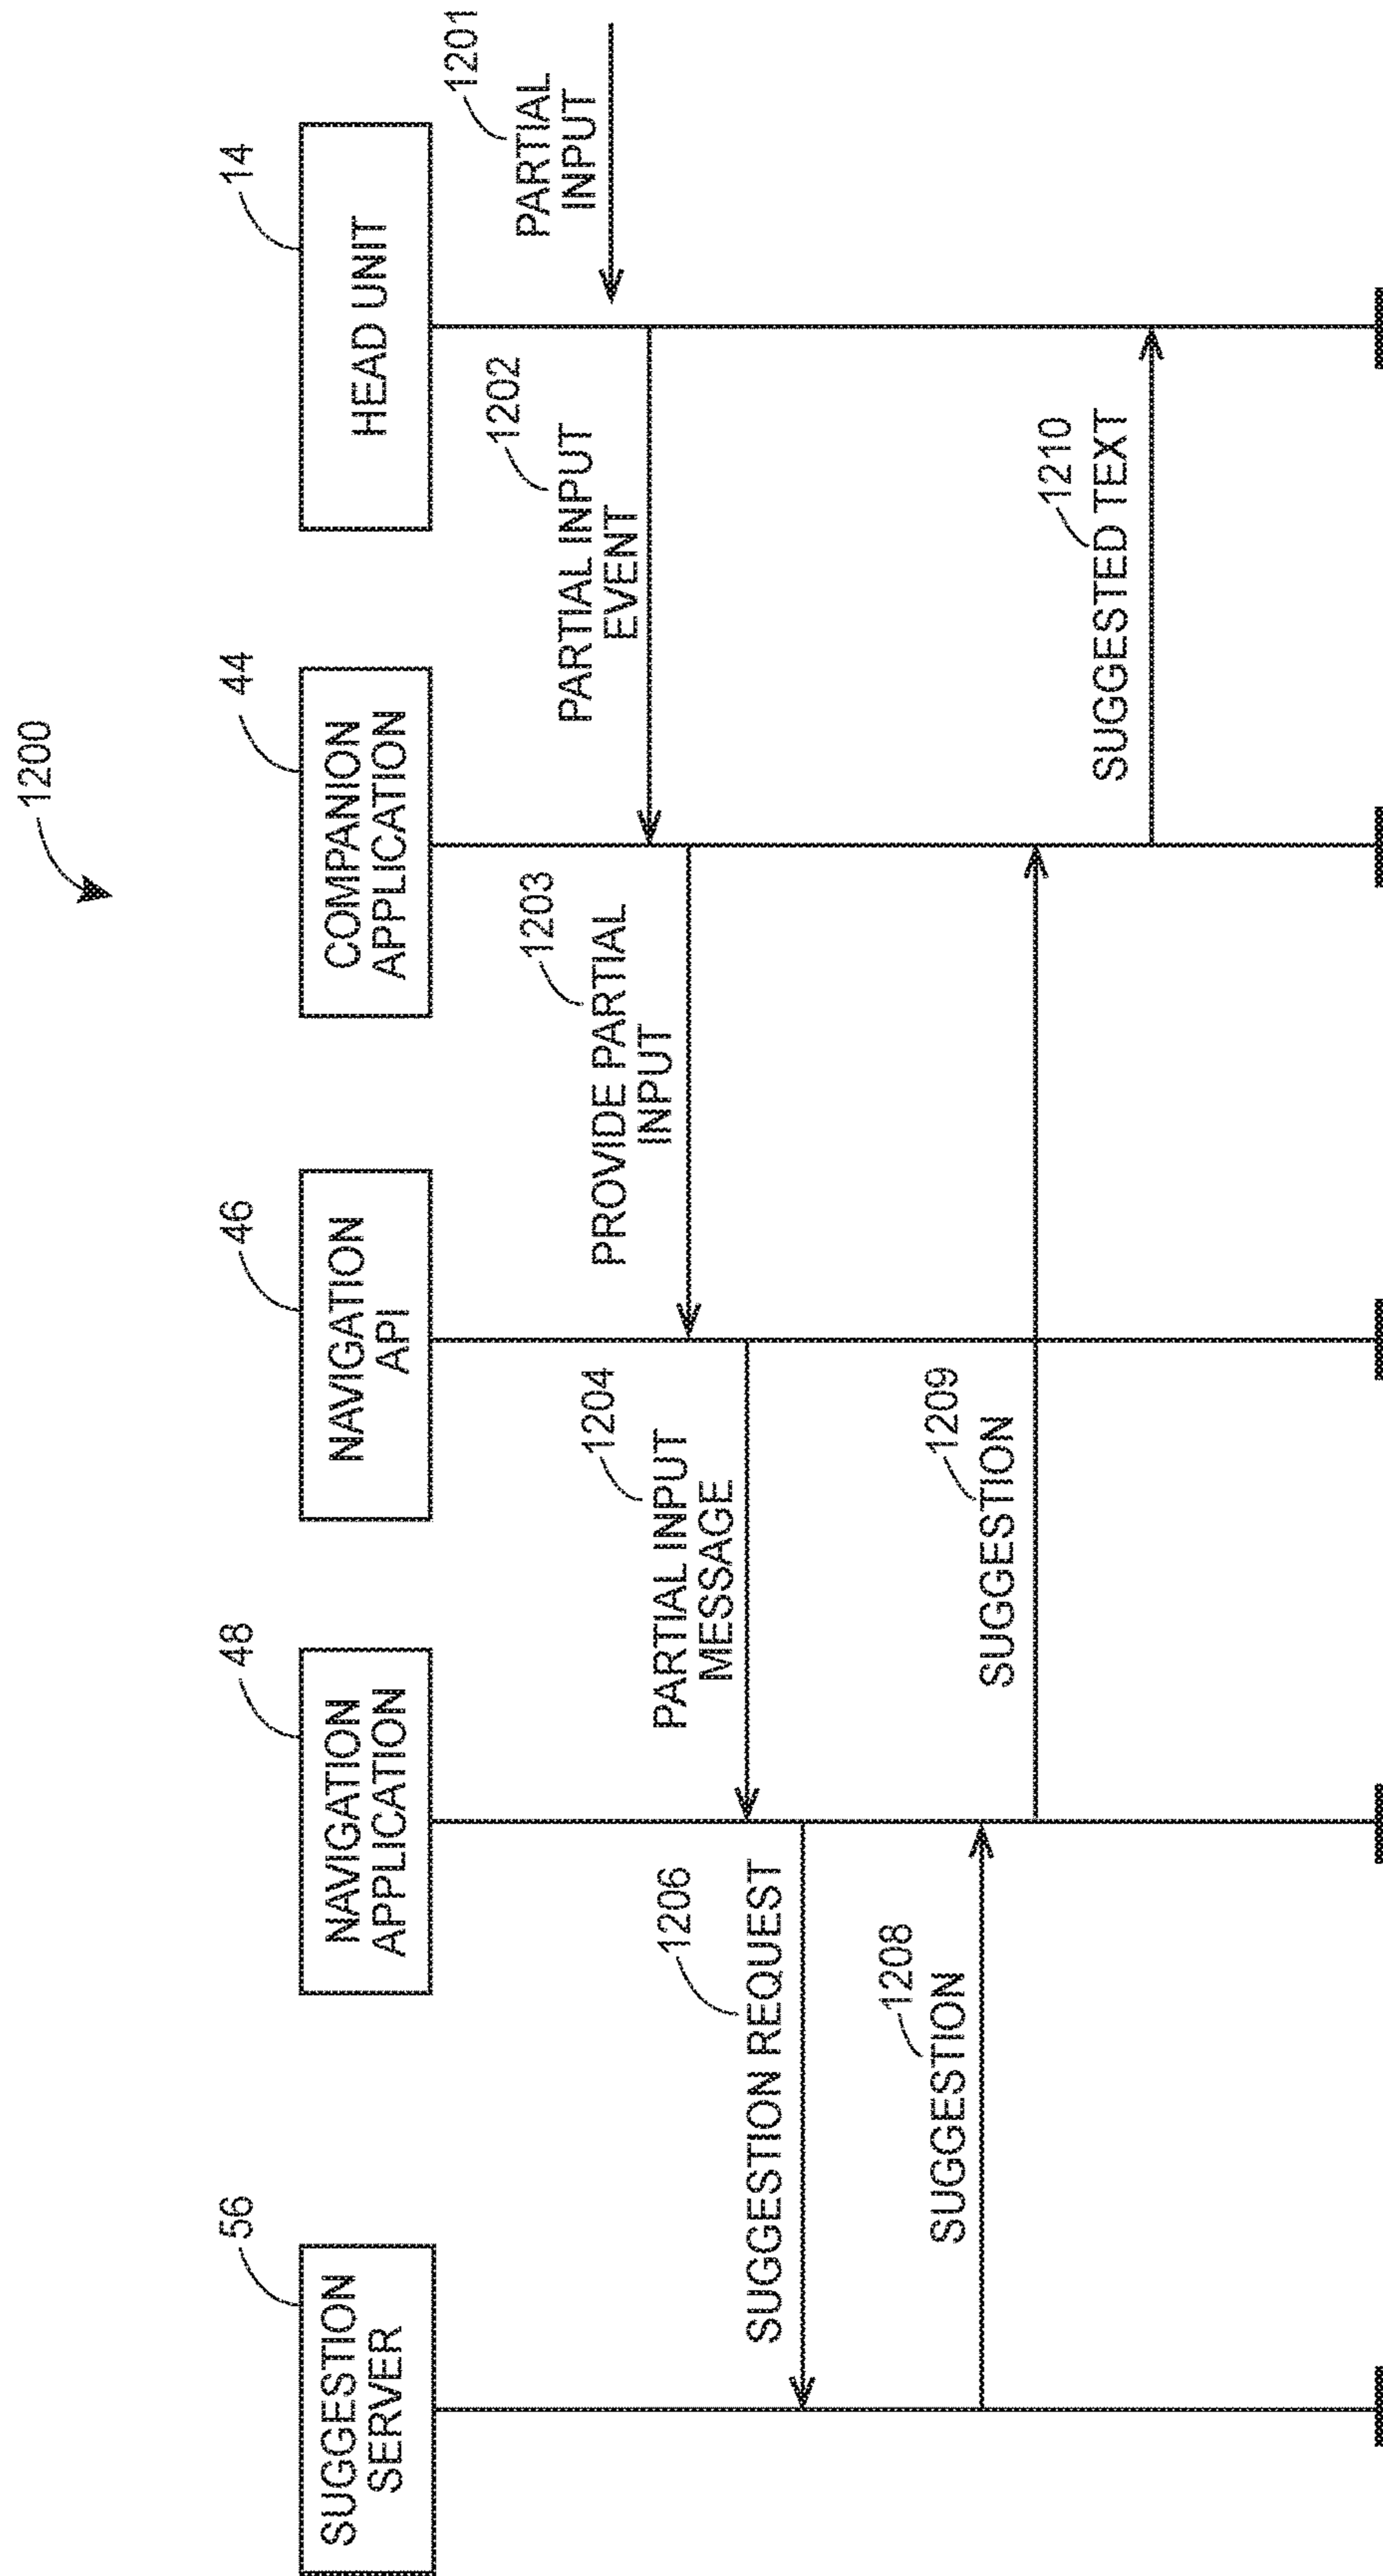 1200
56
48
46
44
14
SUGGESTION
SERVER
NAVIGATION
APPLICATION
NAVIGATION
API
COMPANION
APPLICATION
HEAD UNIT
1201
PARTIAL
INPUT
1202
PARTIAL INPUT
EVENT
1203
PROVIDE PARTIAL
INPUT
1204
PARTIAL INPUT
MESSAGE
1206
SUGGESTION REQUEST
1208
SUGGESTION
1209
SUGGESTION
1210
SUGGESTED TEXT